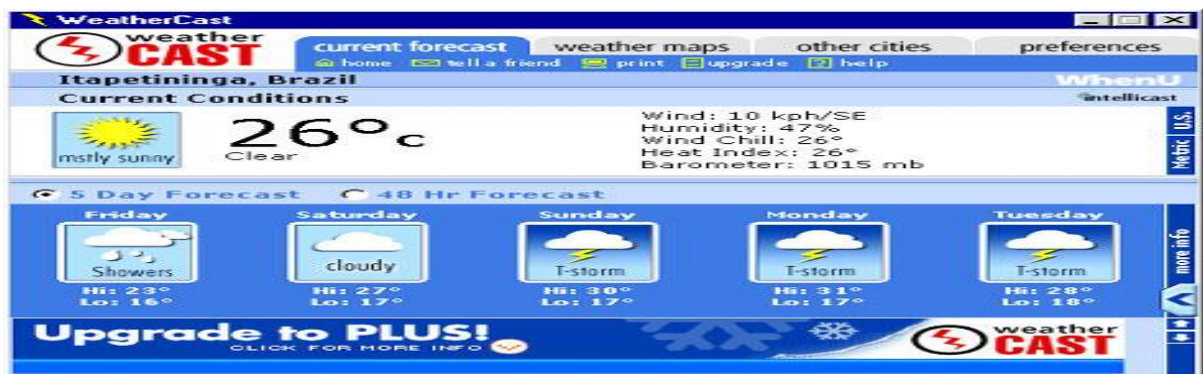 WeatherCast
weather
CAST
current forecast weather maps other cities preferences
home tell a friend print upgrade help
Itapetininga, Brazil WhenU
Current Conditions intellicast
mstly sunny
26°c
Clear
Wind: 10 kph/SE
Humidity: 47%
Wind Chill: 26°
Heat Index: 26°
Barometer: 1015 mb
U.S.
Metric
5 Day Forecast 48 Hr Forecast
Friday Saturday Sunday Monday Tuesday
Showers cloudy T-storm T-storm T-storm
Hi: 23° Hi: 27° Hi: 30° Hi: 31° Hi: 28°
Lo: 16° Lo: 17° Lo: 17° Lo: 17° Lo: 18°
more info
Upgrade to PLUS!
CLICK FOR MORE INFO
weather
CAST